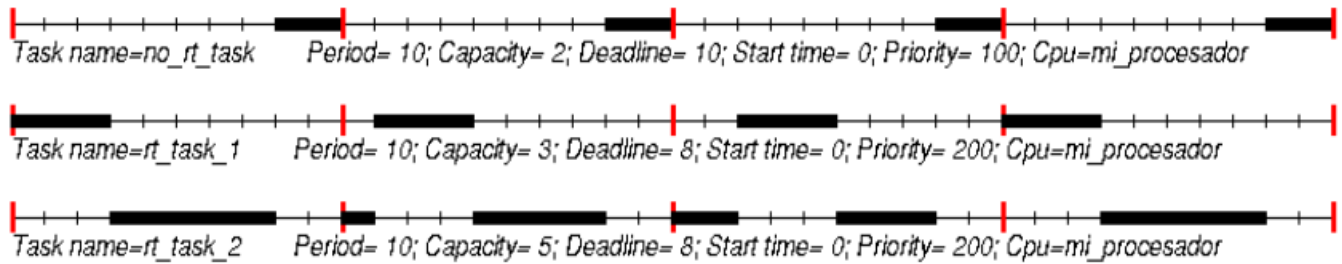 Task name=no_rt_task Period= 10; Capacity= 2; Deadline= 10; Start time= 0; Priority= 100; Cpu=mi_procesador
Task name=rt_task_1 Period= 10; Capacity= 3; Deadline= 8; Start time= 0; Priority= 200; Cpu=mi_procesador
Task name=rt_task_2 Period= 10; Capacity= 5; Deadline= 8; Start time= 0; Priority= 200; Cpu=mi_procesador